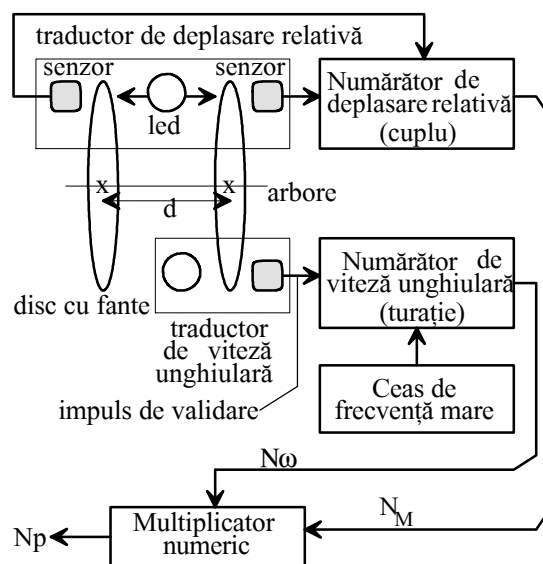 traductor de deplasare relativă
senzor
senzor
led
Numărător de
deplasare relativă
(cuplu)
x
x
d
arbore
disc cu fante
traductor
de viteză
unghiulară
impuls de validare
Numărător de
viteză unghiulară
(turație)
Ceas de
frecvență mare
Nω
N_M
Np
Multiplicator
numeric